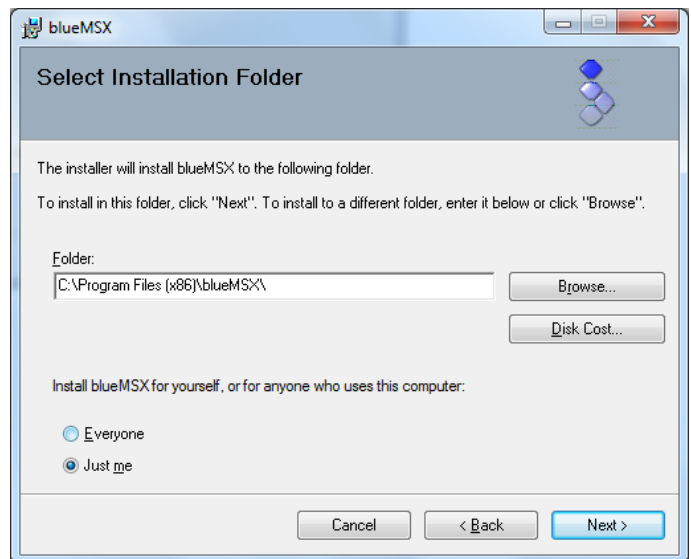 blueMSX
Select Installation Folder
The installer will install blueMSX to the following folder.
To install in this folder, click "Next". To install to a different folder, enter it below or click "Browse".
Folder:
C:\Program Files (x86)\blueMSX\
Browse...
Disk Cost...
Install blueMSX for yourself, or for anyone who uses this computer:
Everyone
Just me
Cancel
< Back
Next >